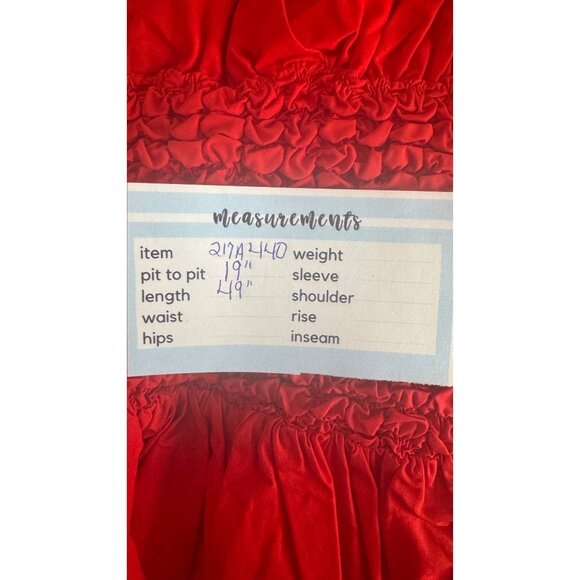 measurements
item 217A440 weight
pit to pit 19" sleeve
length 49" shoulder
waist rise
hips inseam